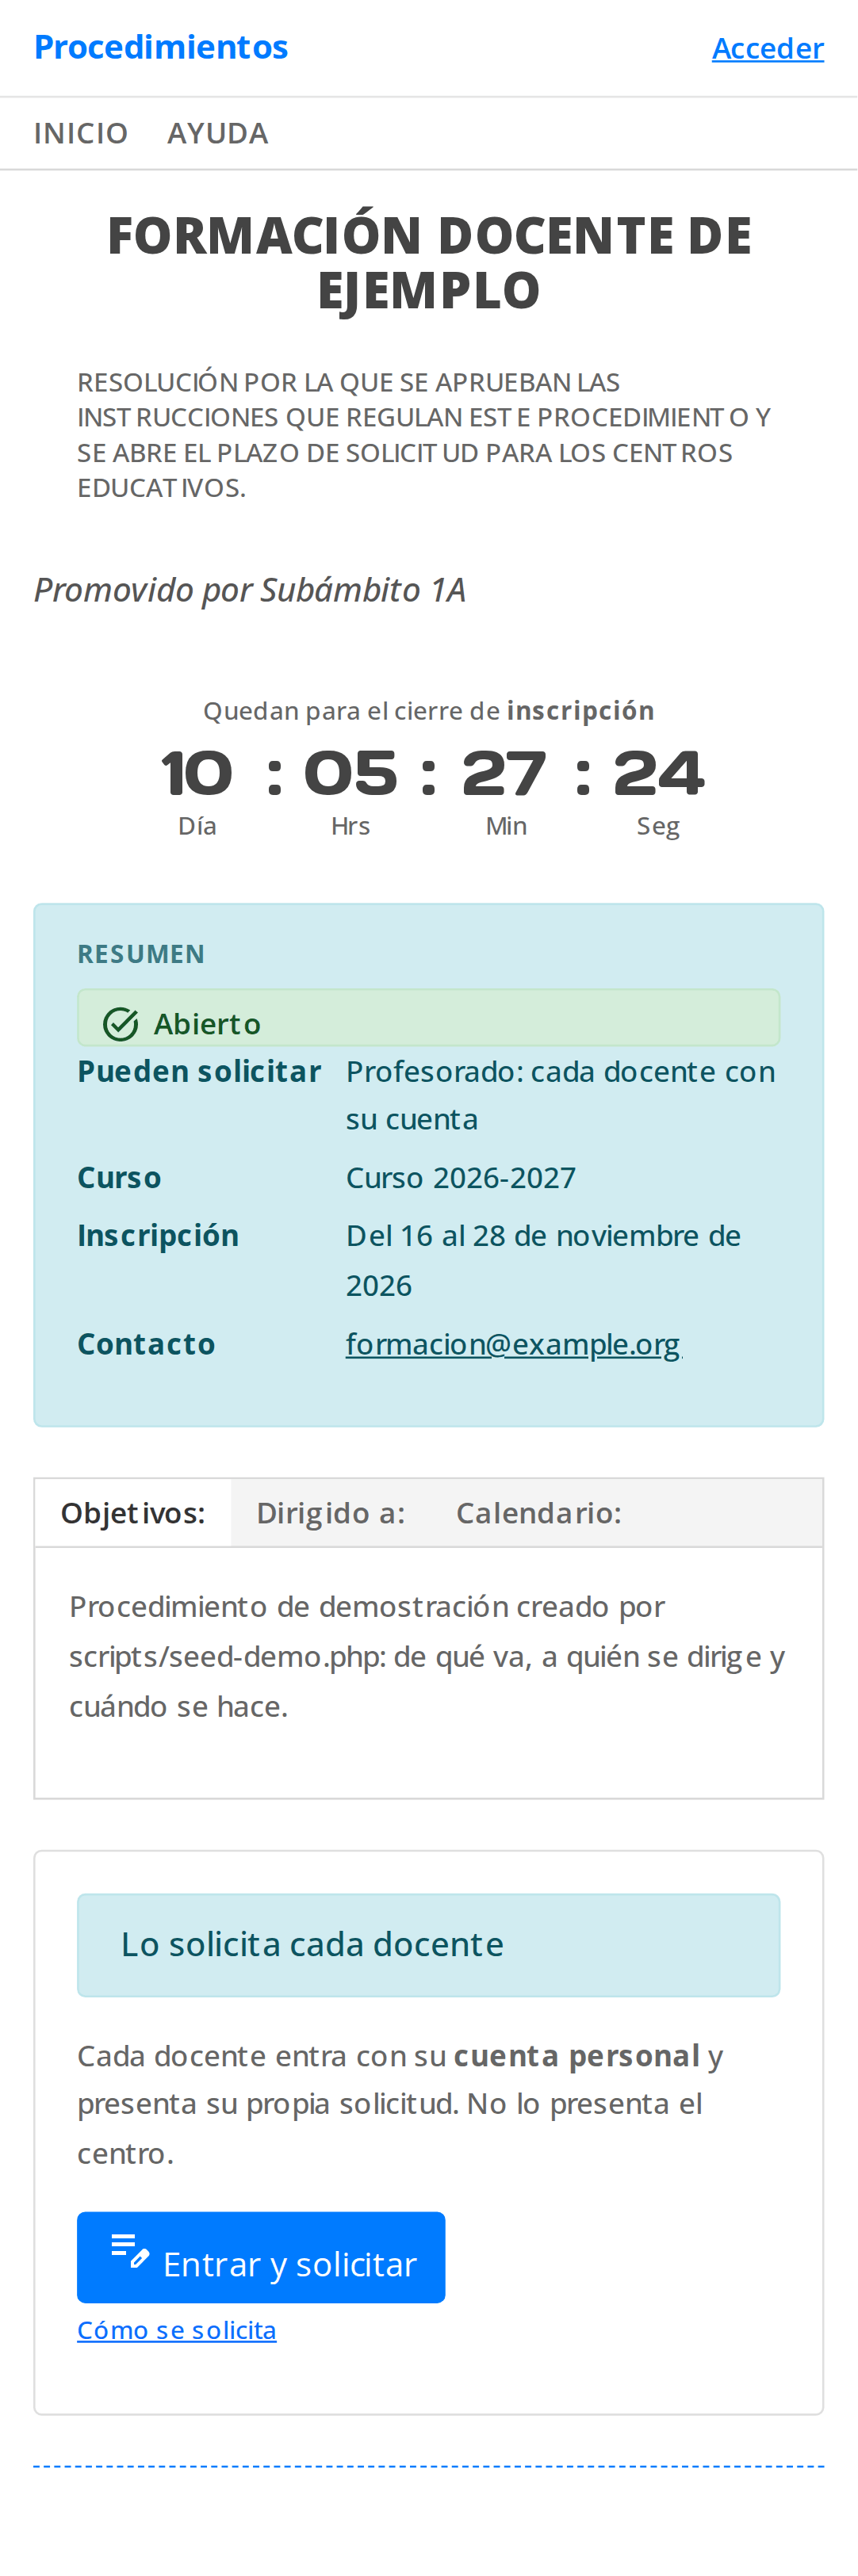 Procedimientos
Acceder
INICIO AYUDA
FORMACIÓN DOCENTE DE
EJEMPLO
RESOLUCIÓN POR LA QUE SE APRUEBAN LAS
INSTRUCCIONES QUE REGULAN ESTE PROCEDIMIENTO Y
SE ABRE EL PLAZO DE SOLICITUD PARA LOS CENTROS
EDUCATIVOS.
Promovido por Subámbito 1A
Quedan para el cierre de inscripción
10 : 05 : 27 : 24
Día Hrs Min Seg
RESUMEN
Abierto
Pueden solicitar Profesorado: cada docente con
su cuenta
Curso Curso 2026-2027
Inscripción Del 16 al 28 de noviembre de
2026
Contacto formacion@example.org
Objetivos: Dirigido a: Calendario:
Procedimiento de demostración creado por
scripts/seed-demo.php: de qué va, a quién se dirige y
cuándo se hace.
Lo solicita cada docente
Cada docente entra con su cuenta personal y
presenta su propia solicitud. No lo presenta el
centro.
Entrar y solicitar
Cómo se solicita